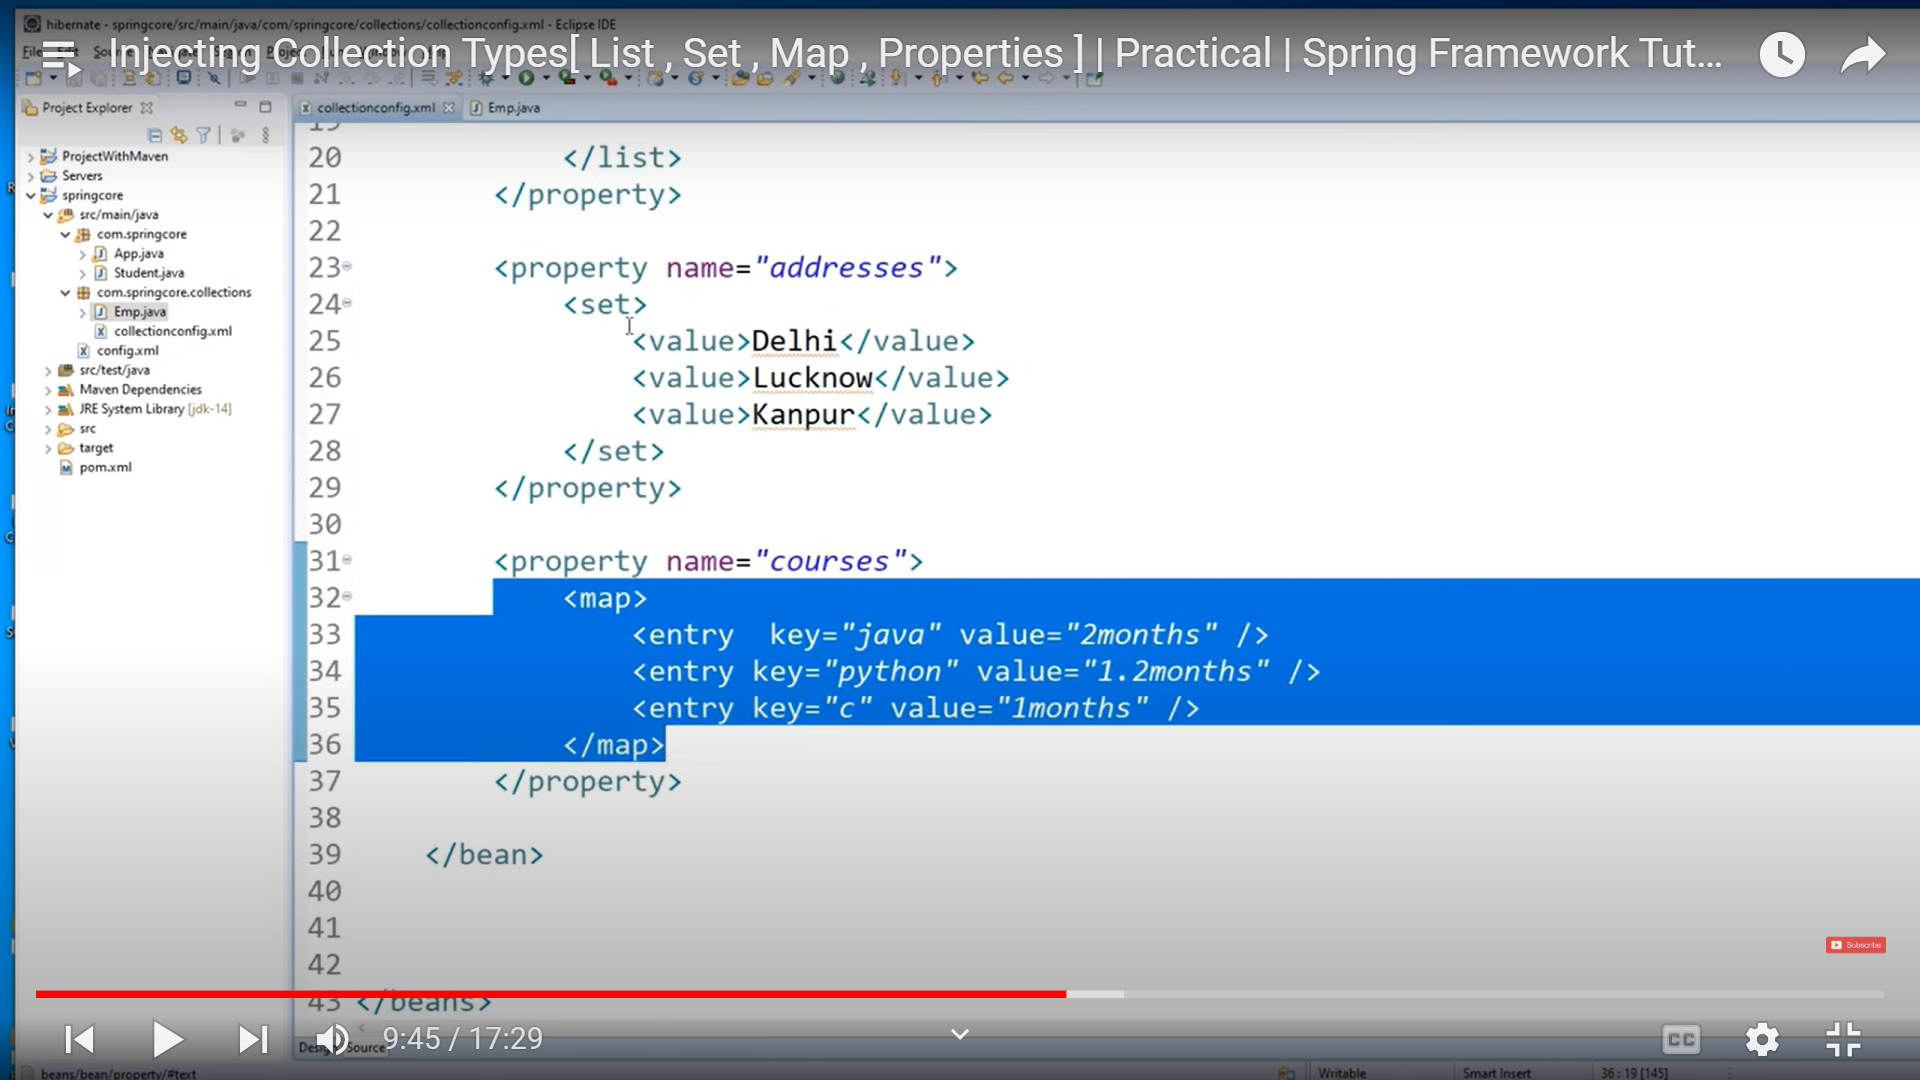 hibernate - springcore/src/main/java/com/springcore/collections/collectionconfig.xml - Eclipse IDE
Injecting Collection Types[ List , Set , Map , Properties ] | Practical | Spring Framework Tut...
File Edit
Project Explorer
collectionconfig.xml
Emp.java
ProjectWithMaven
Servers
springcore
src/main/java
com.springcore
App.java
Student.java
com.springcore.collections
Emp.java
collectionconfig.xml
config.xml
src/test/java
Maven Dependencies
JRE System Library [jdk-14]
src
target
pom.xml
19
20 </list>
21 </property>
22
23 <property name="addresses">
24 <set>
25 <value>Delhi</value>
26 <value>Lucknow</value>
27 <value>Kanpur</value>
28 </set>
29 </property>
30
31 <property name="courses">
32 <map>
33 <entry  key="java" value="2months" />
34 <entry key="python" value="1.2months" />
35 <entry key="c" value="1months" />
36 </map>
37 </property>
38
39 </bean>
40
41
42
43 </beans>
Subscribe
9:45 / 17:29
CC
Source
beans/bean/property/#text
Writable
Smart Insert
36 : 19 [145]